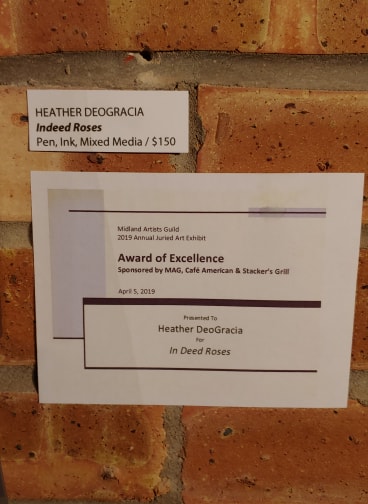 HEATHER DEOGRACIA
Indeed Roses
Pen, Ink, Mixed Media / $150
Midland Artists Guild
2019 Annual Juried Art Exhibit
Award of Excellence
Sponsored by MAG, Café American & Stacker's Grill
April 5, 2019
Presented To
Heather DeoGracia
For
In Deed Roses